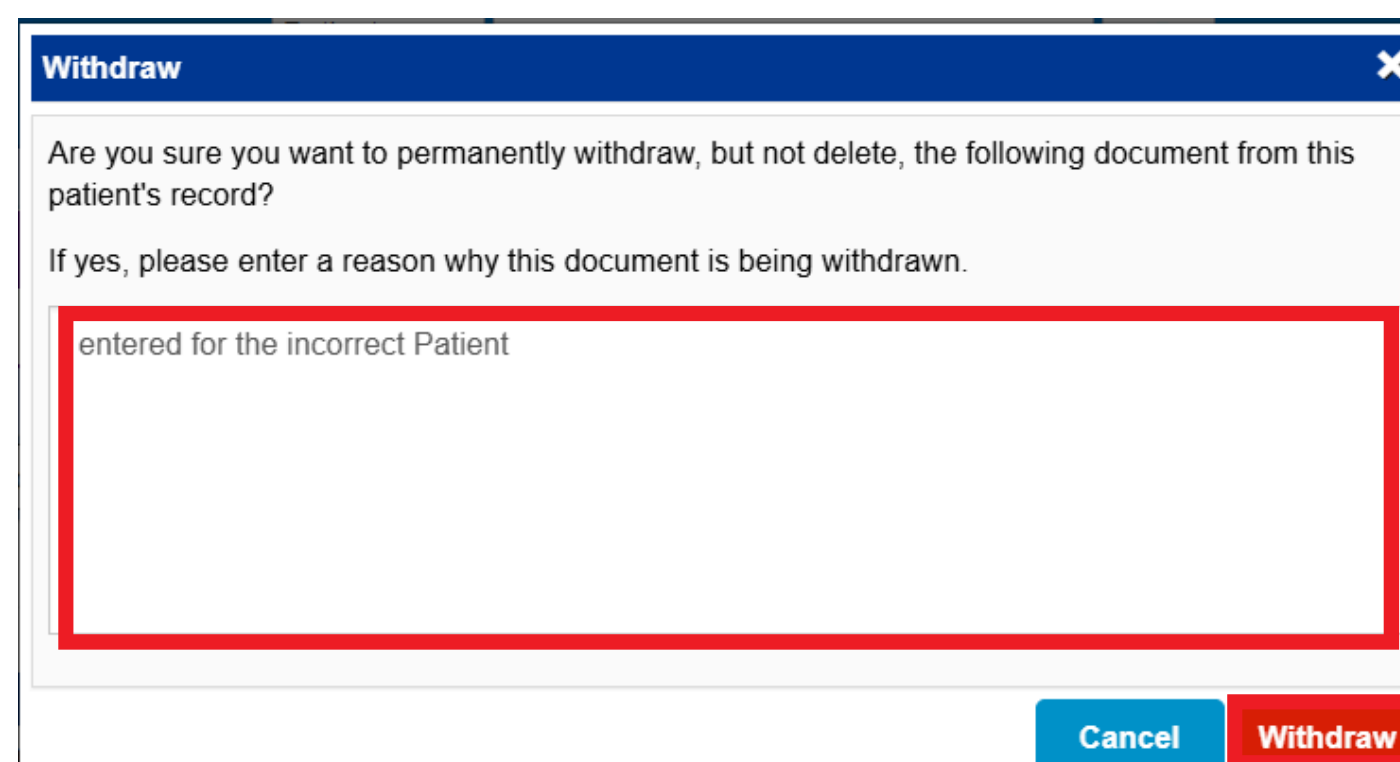 Withdraw
Are you sure you want to permanently withdraw, but not delete, the following document from this
patient's record?
If yes, please enter a reason why this document is being withdrawn.
entered for the incorrect Patient
Cancel Withdraw